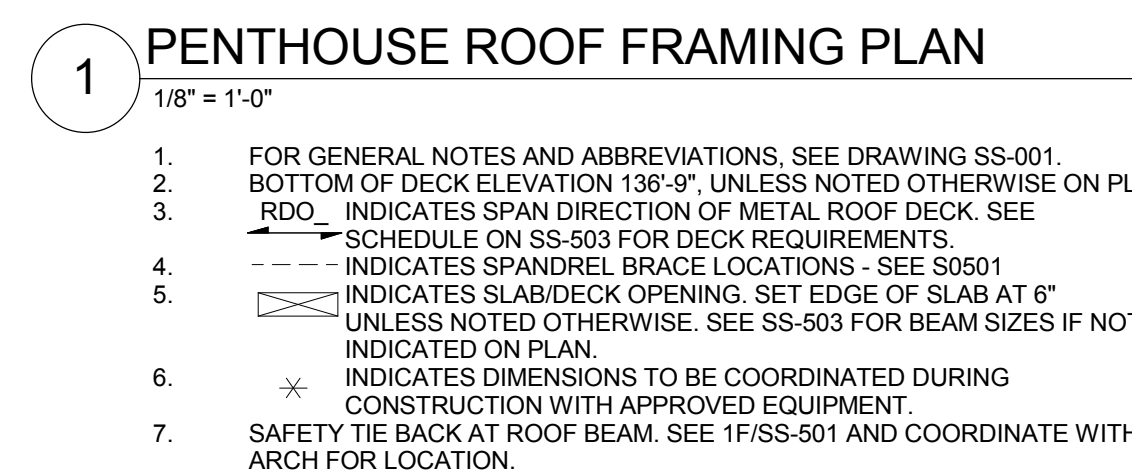 1 PENTHOUSE ROOF FRAMING PLAN
1/8" = 1'-0"
1. FOR GENERAL NOTES AND ABBREVIATIONS, SEE DRAWING SS-001.
2. BOTTOM OF DECK ELEVATION 136'-9", UNLESS NOTED OTHERWISE ON PL
3. RDO_ INDICATES SPAN DIRECTION OF METAL ROOF DECK. SEE
SCHEDULE ON SS-503 FOR DECK REQUIREMENTS.
4. INDICATES SPANDREL BRACE LOCATIONS - SEE S0501
5. INDICATES SLAB/DECK OPENING. SET EDGE OF SLAB AT 6"
UNLESS NOTED OTHERWISE. SEE SS-503 FOR BEAM SIZES IF NOT
INDICATED ON PLAN.
6. INDICATES DIMENSIONS TO BE COORDINATED DURING
CONSTRUCTION WITH APPROVED EQUIPMENT.
7. SAFETY TIE BACK AT ROOF BEAM. SEE 1F/SS-501 AND COORDINATE WITH
ARCH FOR LOCATION.